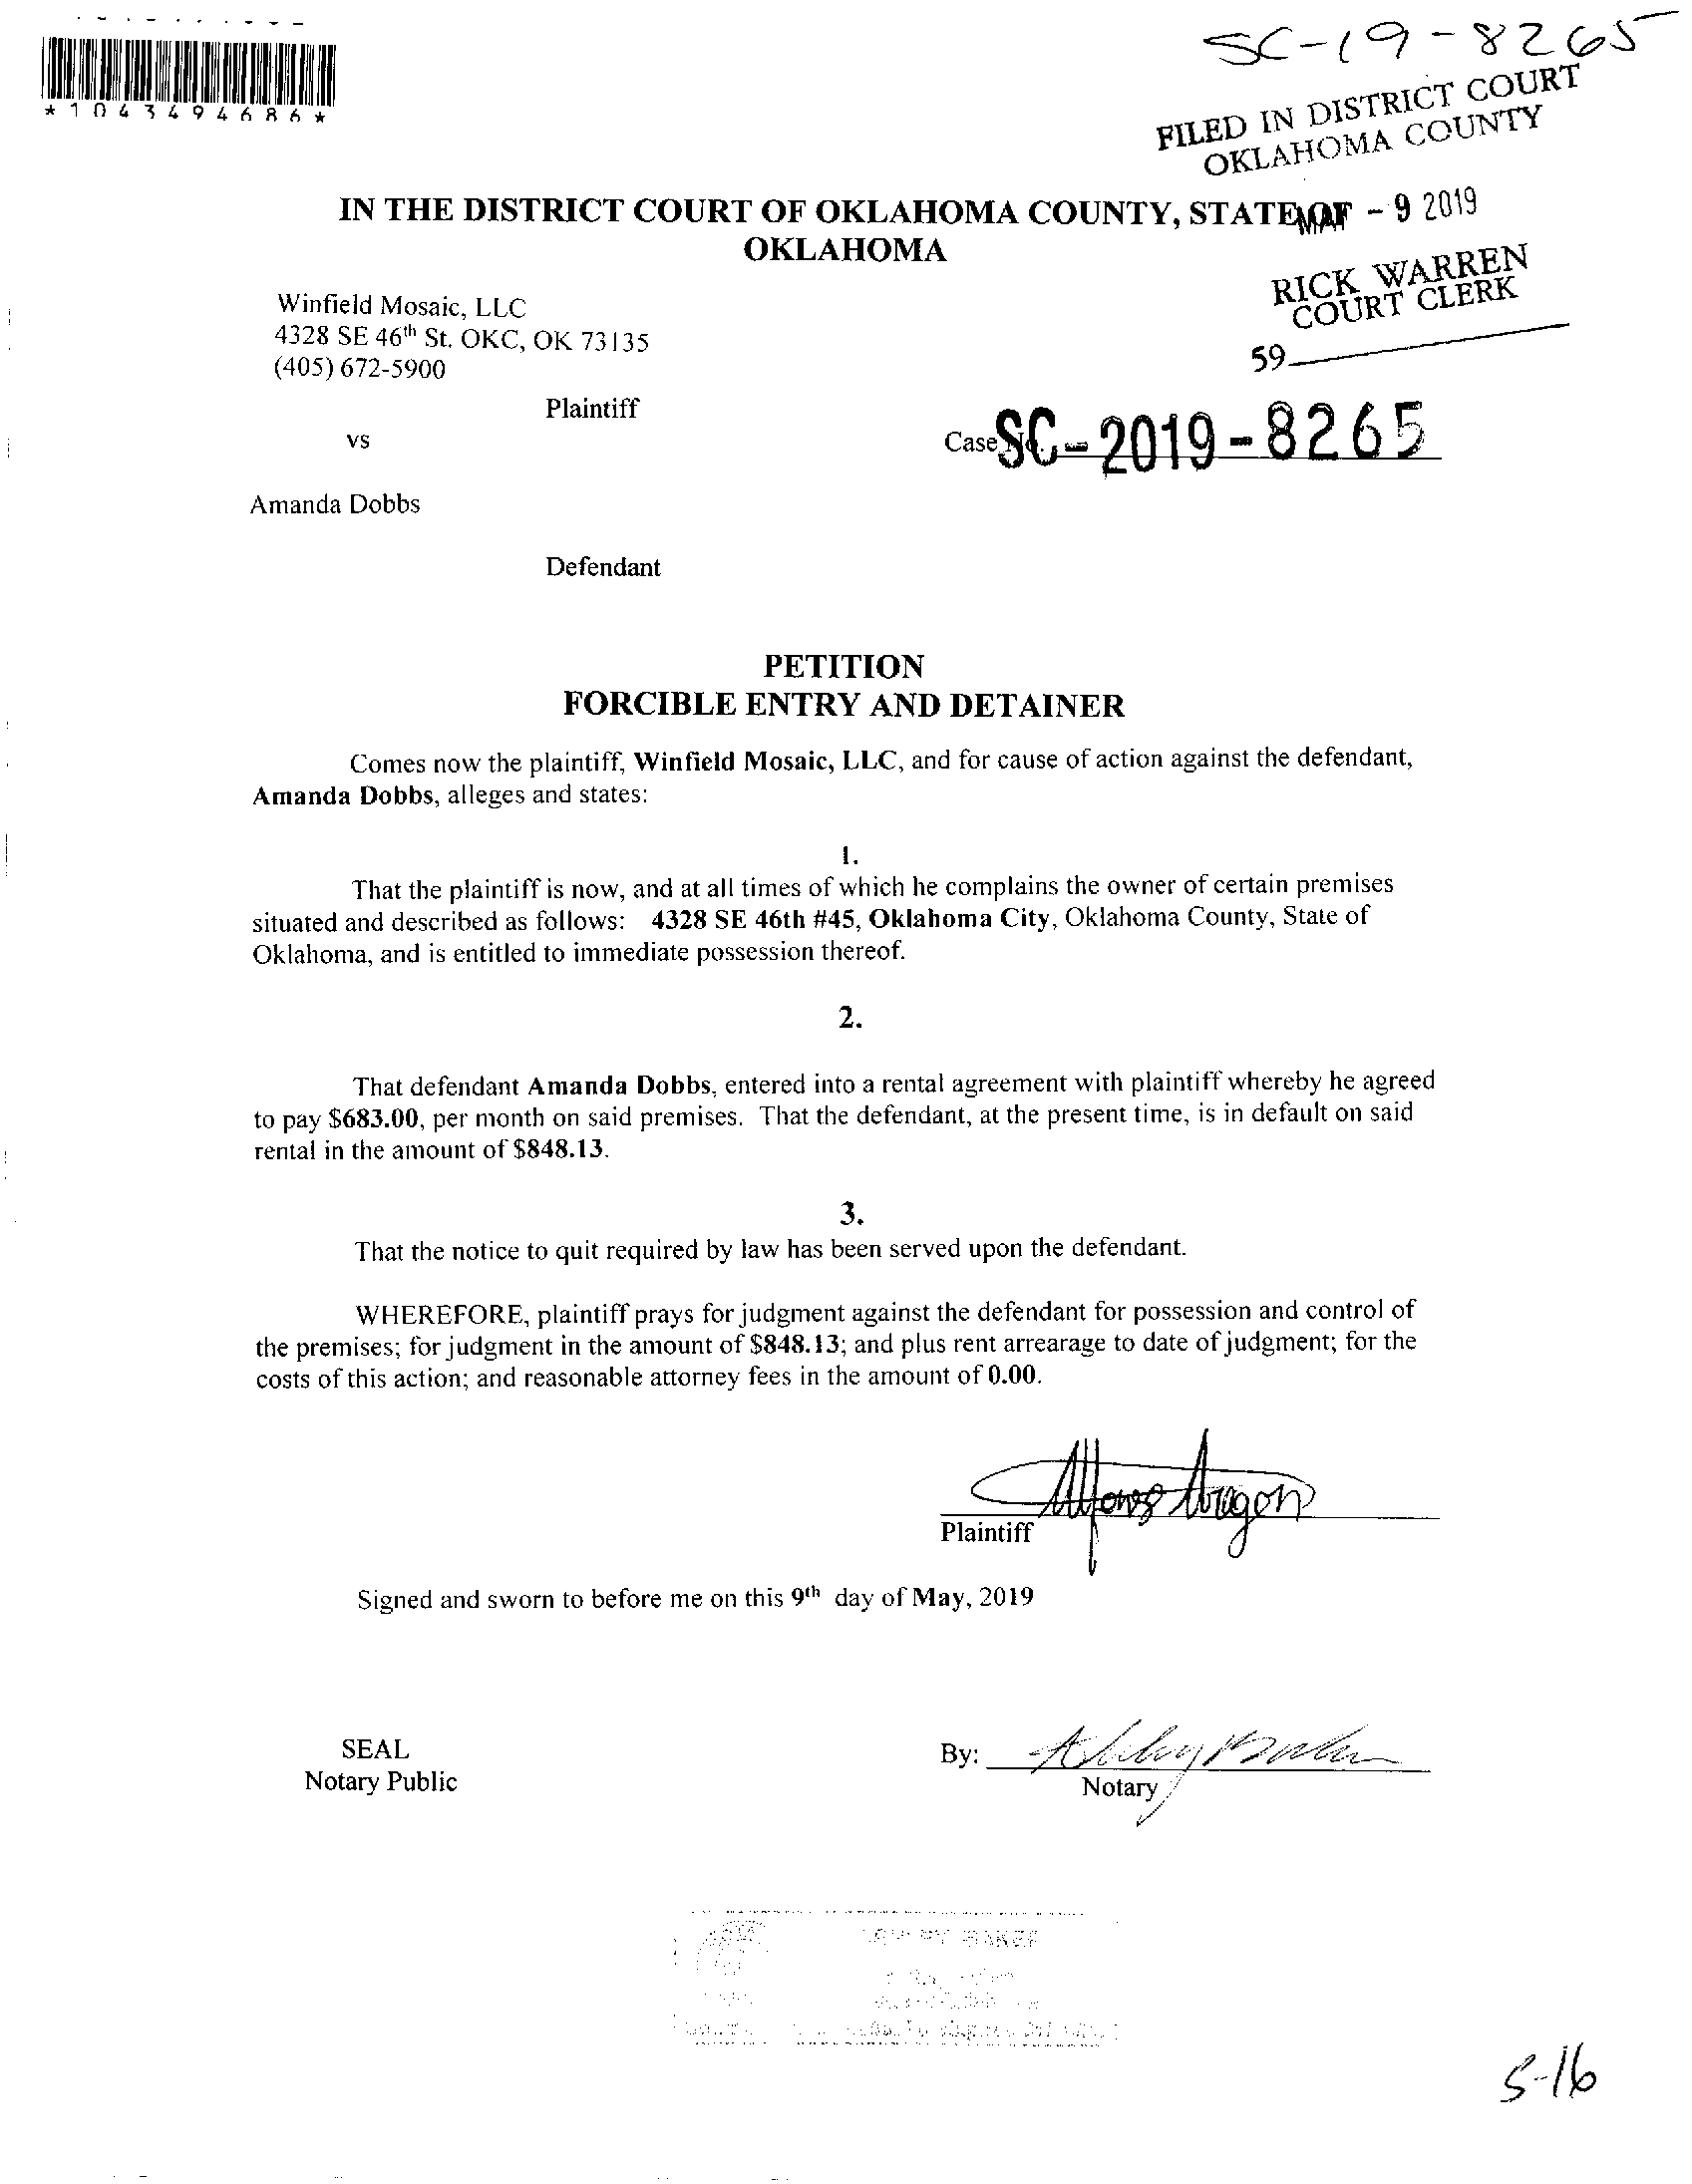 SC-19-8265
*1043494686*
FILED IN DISTRICT COURT
OKLAHOMA COUNTY
IN THE DISTRICT COURT OF OKLAHOMA COUNTY, STATE OF
- 9 2019
OKLAHOMA
RICK WARREN
COURT CLERK
59
Winfield Mosaic, LLC
4328 SE 46th St. OKC, OK 73135
(405) 672-5900
Plaintiff
vs
Case No. SC-2019-8265
Amanda Dobbs
Defendant
PETITION
FORCIBLE ENTRY AND DETAINER
Comes now the plaintiff, Winfield Mosaic, LLC, and for cause of action against the defendant,
Amanda Dobbs, alleges and states:
1.
That the plaintiff is now, and at all times of which he complains the owner of certain premises
situated and described as follows: 4328 SE 46th #45, Oklahoma City, Oklahoma County, State of
Oklahoma, and is entitled to immediate possession thereof.
2.
That defendant Amanda Dobbs, entered into a rental agreement with plaintiff whereby he agreed
to pay $683.00, per month on said premises. That the defendant, at the present time, is in default on said
rental in the amount of $848.13.
3.
That the notice to quit required by law has been served upon the defendant.
WHEREFORE, plaintiff prays for judgment against the defendant for possession and control of
the premises; for judgment in the amount of $848.13; and plus rent arrearage to date of judgment; for the
costs of this action; and reasonable attorney fees in the amount of 0.00.
Plaintiff
Signed and sworn to before me on this 9th day of May, 2019
SEAL
Notary Public
By:
Notary
5-16